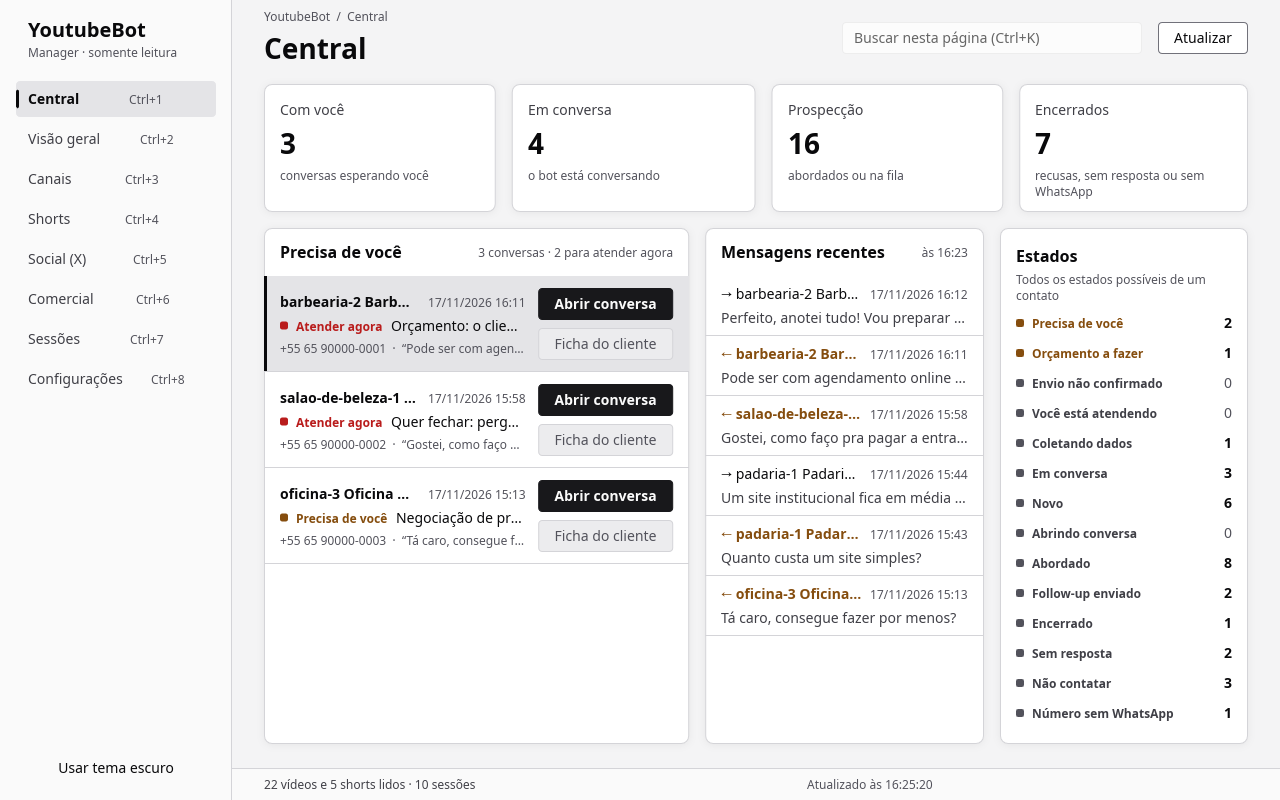 YoutubeBot
Manager · somente leitura
Central Ctrl+1
Visão geral Ctrl+2
Canais Ctrl+3
Shorts Ctrl+4
Social (X) Ctrl+5
Comercial Ctrl+6
Sessões Ctrl+7
Configurações Ctrl+8
Usar tema escuro
YoutubeBot / Central
Central
Buscar nesta página (Ctrl+K)
Atualizar
Com você
3
conversas esperando você
Em conversa
4
o bot está conversando
Prospecção
16
abordados ou na fila
Encerrados
7
recusas, sem resposta ou sem
WhatsApp
Precisa de você 3 conversas · 2 para atender agora
barbearia-2 Barb... 17/11/2026 16:11 Abrir conversa
Atender agora Orçamento: o clie...
+55 65 90000-0001 · “Pode ser com agen... Ficha do cliente
salao-de-beleza-1 ... 17/11/2026 15:58 Abrir conversa
Atender agora Quer fechar: perg...
+55 65 90000-0002 · “Gostei, como faço ... Ficha do cliente
oficina-3 Oficina ... 17/11/2026 15:13 Abrir conversa
Precisa de você Negociação de pr...
+55 65 90000-0003 · “Tá caro, consegue f... Ficha do cliente
Mensagens recentes às 16:23
→ barbearia-2 Barb... 17/11/2026 16:12
Perfeito, anotei tudo! Vou preparar ...
← barbearia-2 Bar... 17/11/2026 16:11
Pode ser com agendamento online ...
← salao-de-beleza-... 17/11/2026 15:58
Gostei, como faço pra pagar a entra...
→ padaria-1 Padari... 17/11/2026 15:44
Um site institucional fica em média ...
← padaria-1 Padar... 17/11/2026 15:43
Quanto custa um site simples?
← oficina-3 Oficina... 17/11/2026 15:13
Tá caro, consegue fazer por menos?
Estados
Todos os estados possíveis de um
contato
Precisa de você 2
Orçamento a fazer 1
Envio não confirmado 0
Você está atendendo 0
Coletando dados 1
Em conversa 3
Novo 6
Abrindo conversa 0
Abordado 8
Follow-up enviado 2
Encerrado 1
Sem resposta 2
Não contatar 3
Número sem WhatsApp 1
22 vídeos e 5 shorts lidos · 10 sessões
Atualizado às 16:25:20